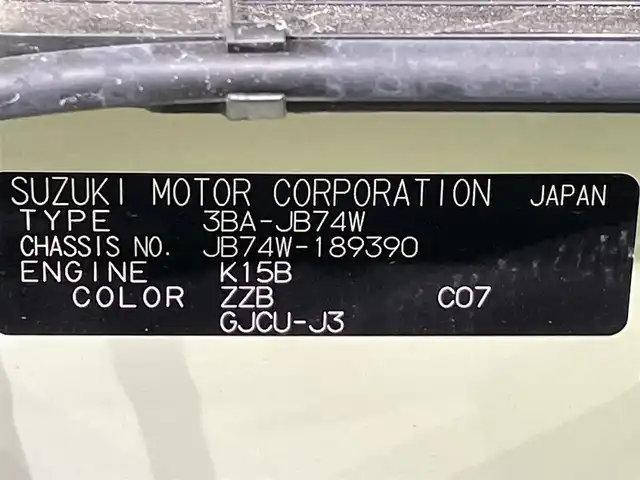 SUZUKI MOTOR CORPORATION JAPAN
TYPE 3BA-JB74W
CHASSIS NO. JB74W-189390
ENGINE K15B
COLOR ZZB C07
GJCU-J3